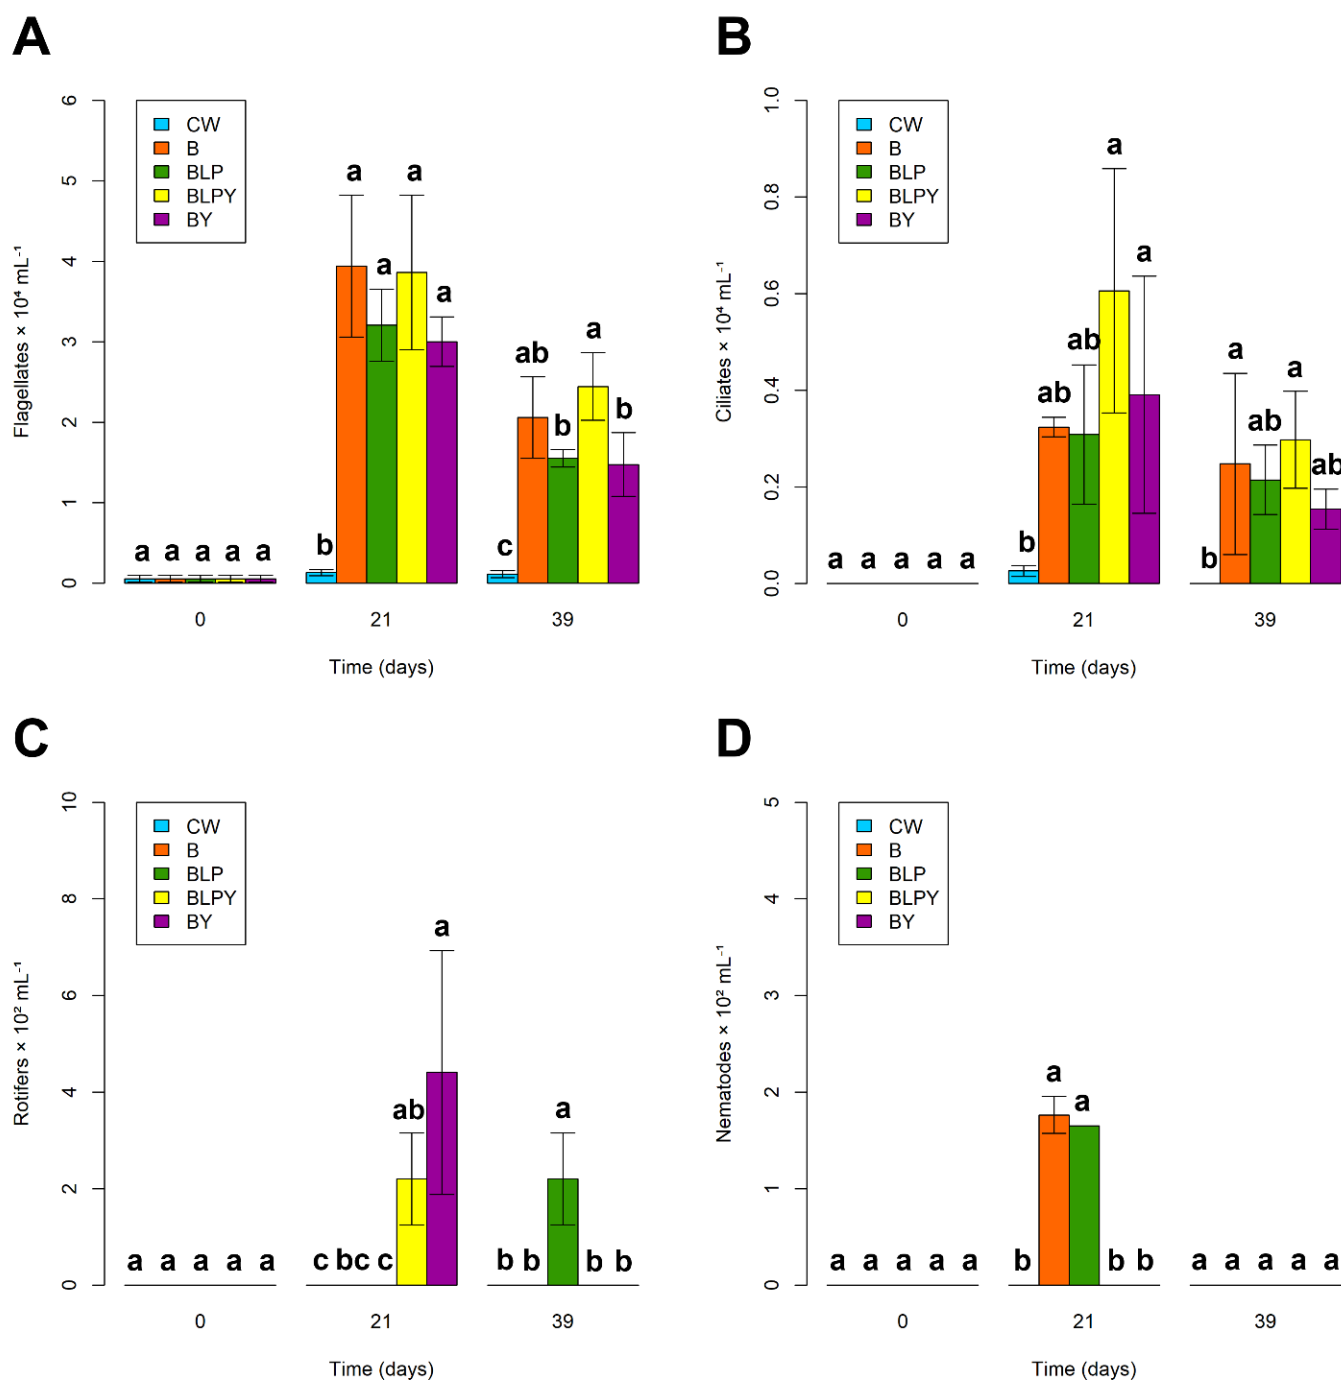 A
Flagellates × 10⁴ mL⁻¹
0 1 2 3 4 5 6
CW
B
BLP
BLPY
BY
a a a a a
b a a a a
c ab b a b
0 21 39
Time (days)
B
Ciliates × 10⁴ mL⁻¹
0.0 0.2 0.4 0.6 0.8 1.0
CW
B
BLP
BLPY
BY
a a a a a
b ab ab a a
b a ab a ab
0 21 39
Time (days)
C
Rotifers × 10² mL⁻¹
0 2 4 6 8 10
CW
B
BLP
BLPY
BY
a a a a a
c bc c ab a
b b a b b
0 21 39
Time (days)
D
Nematodes × 10² mL⁻¹
0 1 2 3 4 5
CW
B
BLP
BLPY
BY
a a a a a
b a a b b
a a a a a
0 21 39
Time (days)